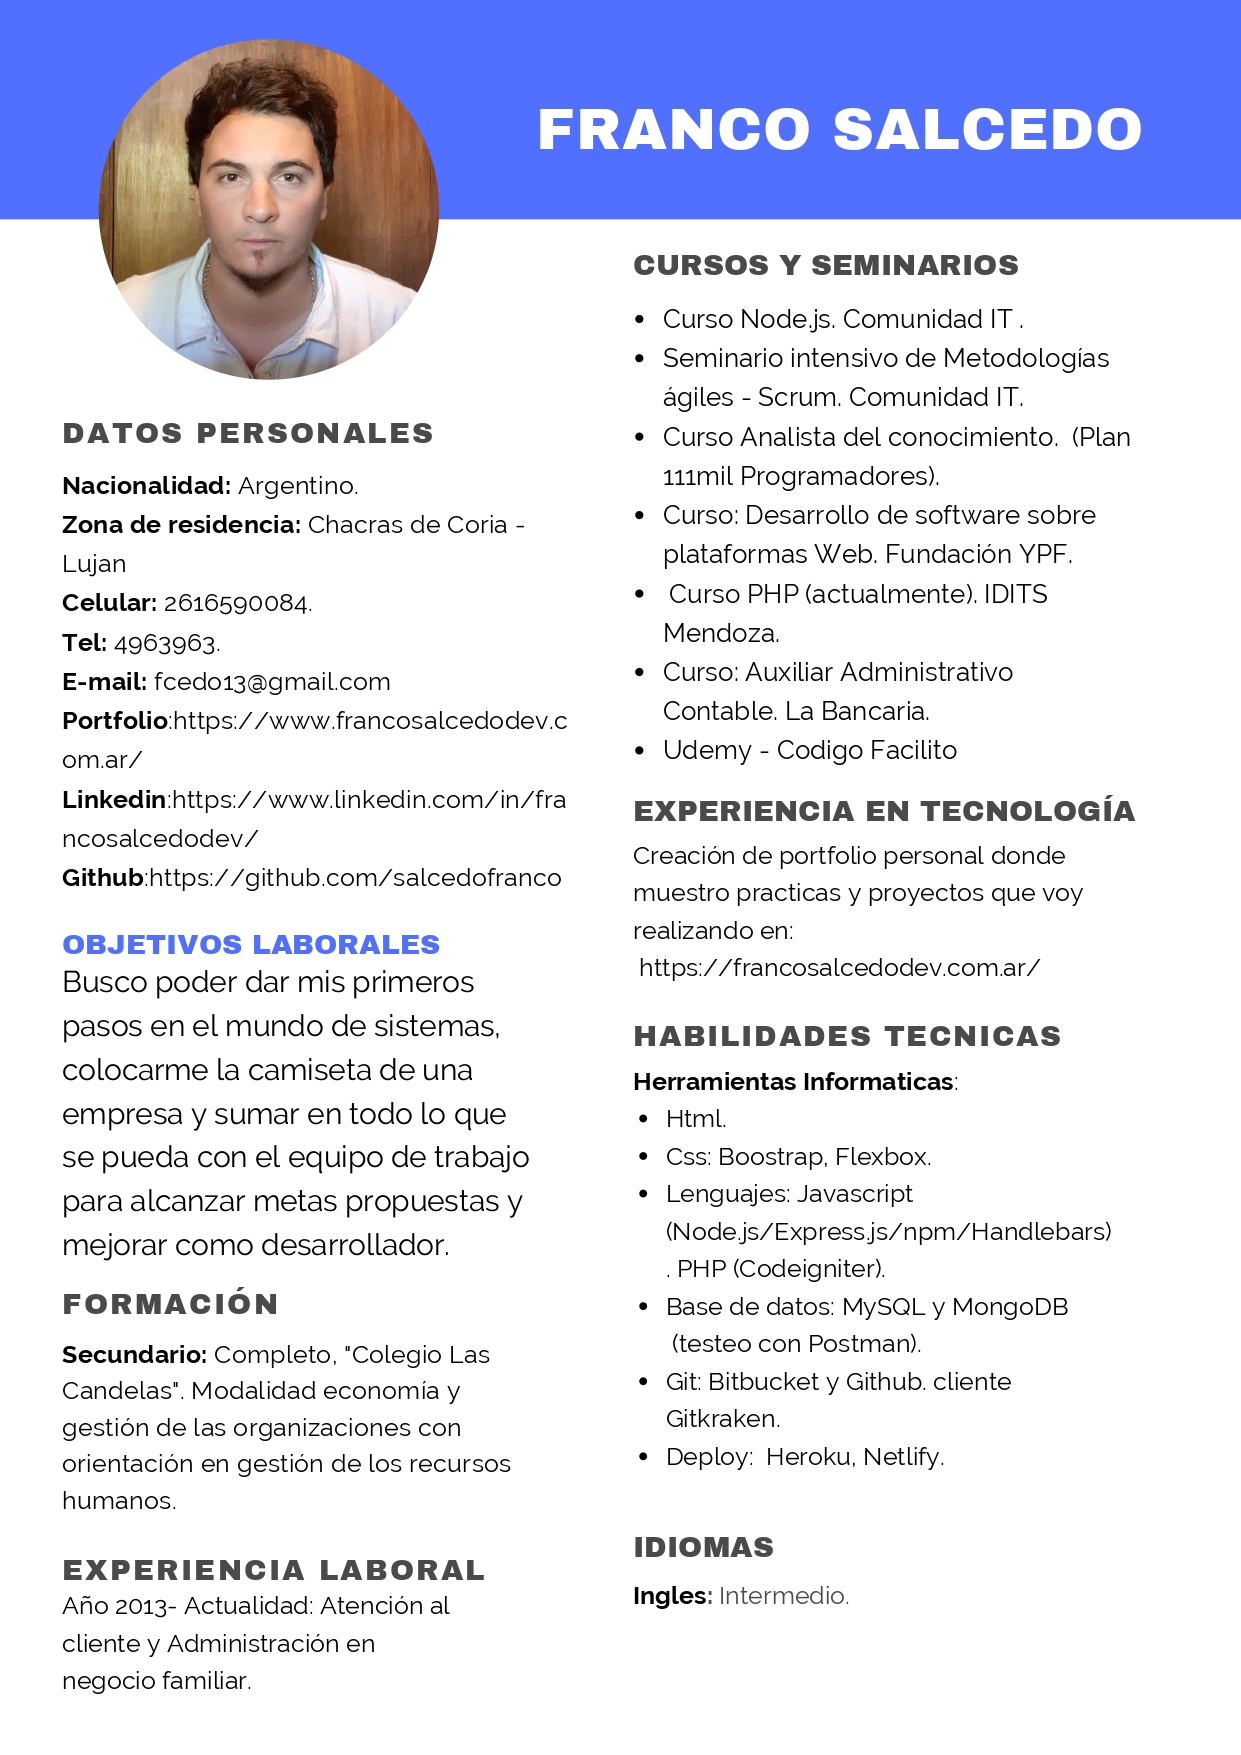 FRANCO SALCEDO
DATOS PERSONALES
Nacionalidad: Argentino.
Zona de residencia: Chacras de Coria -
Lujan
Celular: 2616590084.
Tel: 4963963.
E-mail: fcedo13@gmail.com
Portfolio:https://www.francosalcedodev.c
om.ar/
Linkedin:https://www.linkedin.com/in/fra
ncosalcedodev/
Github:https://github.com/salcedofranco
OBJETIVOS LABORALES
Busco poder dar mis primeros
pasos en el mundo de sistemas,
colocarme la camiseta de una
empresa y sumar en todo lo que
se pueda con el equipo de trabajo
para alcanzar metas propuestas y
mejorar como desarrollador.
FORMACIÓN
Secundario: Completo, "Colegio Las
Candelas". Modalidad economía y
gestión de las organizaciones con
orientación en gestión de los recursos
humanos.
EXPERIENCIA LABORAL
Año 2013- Actualidad: Atención al
cliente y Administración en
negocio familiar.
CURSOS Y SEMINARIOS
• Curso Node.js. Comunidad IT .
• Seminario intensivo de Metodologías
ágiles - Scrum. Comunidad IT.
• Curso Analista del conocimiento.  (Plan
111mil Programadores).
• Curso: Desarrollo de software sobre
plataformas Web. Fundación YPF.
• Curso PHP (actualmente). IDITS
Mendoza.
• Curso: Auxiliar Administrativo
Contable. La Bancaria.
• Udemy - Codigo Facilito
EXPERIENCIA EN TECNOLOGÍA
Creación de portfolio personal donde
muestro practicas y proyectos que voy
realizando en:
https://francosalcedodev.com.ar/
HABILIDADES TECNICAS
Herramientas Informaticas:
• Html.
• Css: Boostrap, Flexbox.
• Lenguajes: Javascript
(Node.js/Express.js/npm/Handlebars)
. PHP (Codeigniter).
• Base de datos: MySQL y MongoDB
(testeo con Postman).
• Git: Bitbucket y Github. cliente
Gitkraken.
• Deploy:  Heroku, Netlify.
IDIOMAS
Ingles: Intermedio.